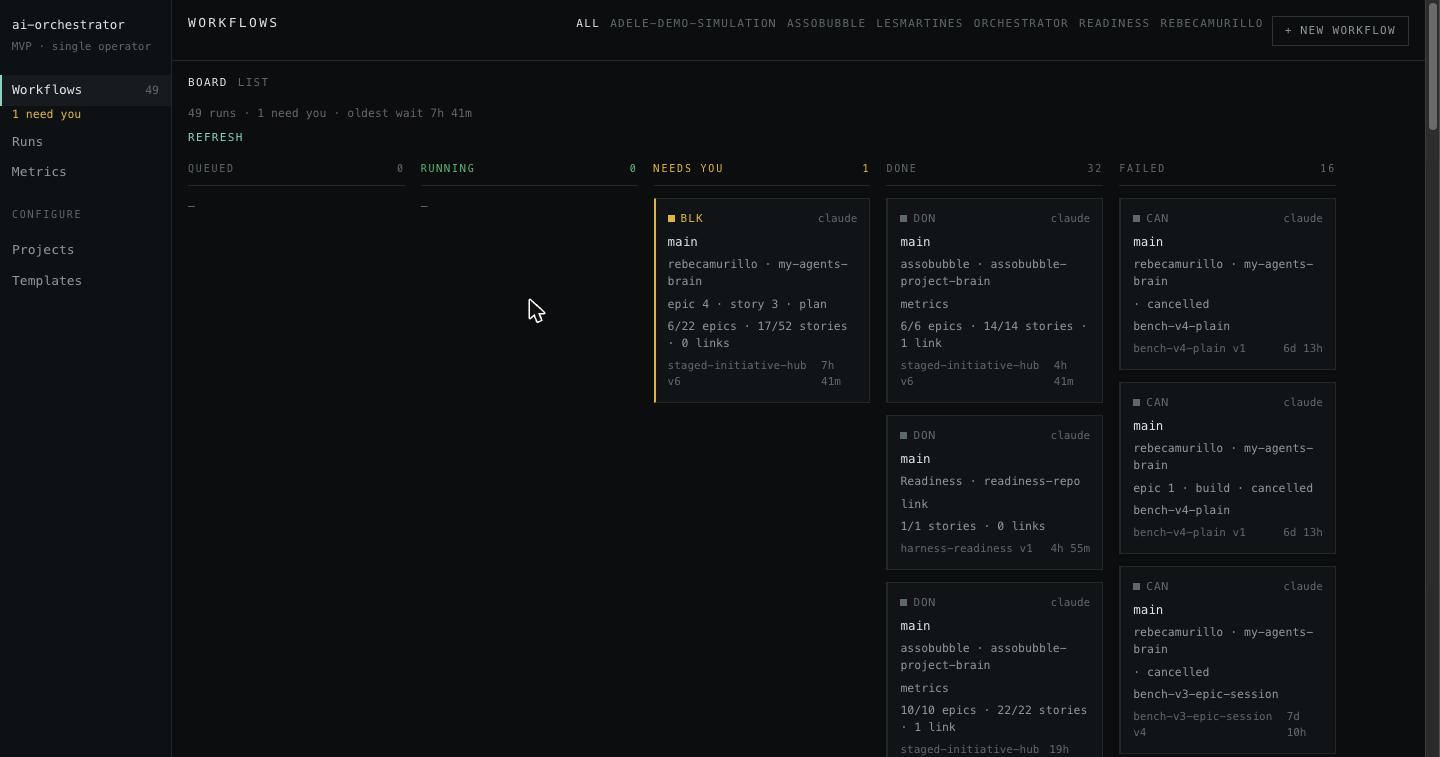 ai-orchestrator
MVP · single operator
Workflows 49
1 need you
Runs
Metrics
CONFIGURE
Projects
Templates
WORKFLOWS
ALL ADELE-DEMO-SIMULATION ASSOBUBBLE LESMARTINES ORCHESTRATOR READINESS REBECAMURILLO
+ NEW WORKFLOW
BOARD LIST
49 runs · 1 need you · oldest wait 7h 41m
REFRESH
QUEUED 0
—
RUNNING 0
—
NEEDS YOU 1
BLK claude
main
rebecamurillo · my-agents-
brain
epic 4 · story 3 · plan
6/22 epics · 17/52 stories
· 0 links
staged-initiative-hub 7h
v6 41m
DONE 32
DON claude
main
assobubble · assobubble-
project-brain
metrics
6/6 epics · 14/14 stories ·
1 link
staged-initiative-hub 4h
v6 41m
DON claude
main
Readiness · readiness-repo
link
1/1 stories · 0 links
harness-readiness v1 4h 55m
DON claude
main
assobubble · assobubble-
project-brain
metrics
10/10 epics · 22/22 stories
· 1 link
staged-initiative-hub 19h
FAILED 16
CAN claude
main
rebecamurillo · my-agents-
brain
· cancelled
bench-v4-plain
bench-v4-plain v1 6d 13h
CAN claude
main
rebecamurillo · my-agents-
brain
epic 1 · build · cancelled
bench-v4-plain
bench-v4-plain v1 6d 13h
CAN claude
main
rebecamurillo · my-agents-
brain
· cancelled
bench-v3-epic-session
bench-v3-epic-session 7d
v4 10h